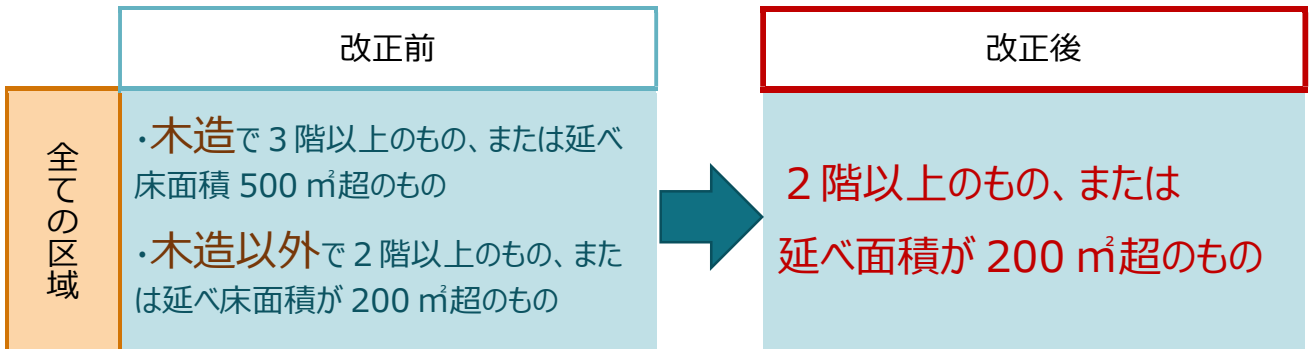 改正前
改正後
全ての区域
・木造で3階以上のもの、または延べ
床面積 500 ㎡超のもの
・木造以外で2階以上のもの、また
は延べ床面積が 200 ㎡超のもの
2階以上のもの、または
延べ面積が 200 ㎡超のもの